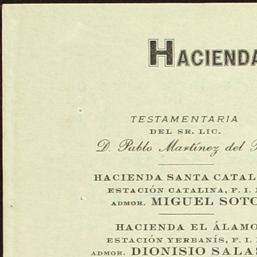 HACIENDA
TESTAMENTARIA
DEL SR. LIC.
D. Pablo Martínez del
HACIENDA SANTA CATAL
ESTACIÓN CATALINA, F. I.
ADMOR. MIGUEL SOTO
HACIENDA EL ÁLAMO
ESTACIÓN YERBANÍS, F. I.
ADMOR. DIONISIO SALAS